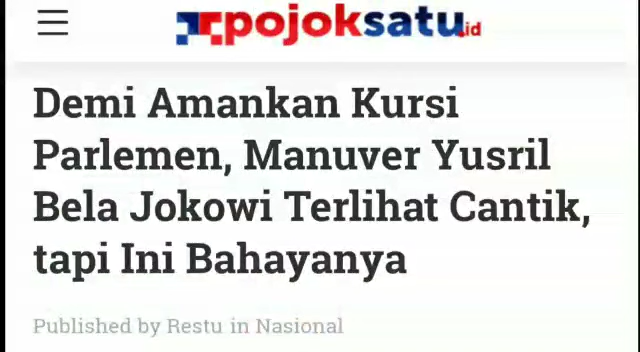 pojoksatu.id
Demi Amankan Kursi
Parlemen, Manuver Yusril
Bela Jokowi Terlihat Cantik,
tapi Ini Bahayanya
Published by Restu in Nasional